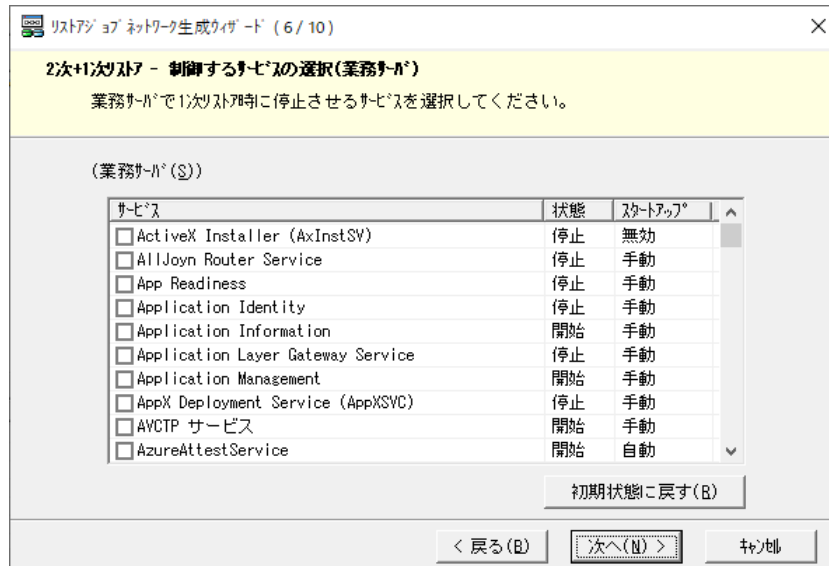 リストアジョブネットワーク生成ウィザード (6/10)
2次+1次リストア - 制御するサービスの選択(業務サーバ)
業務サーバで1次リストア時に停止させるサービスを選択してください。
(業務サーバ(S))
サービス 状態 スタートアップ
ActiveX Installer (AxInstSV) 停止 無効
AllJoyn Router Service 停止 手動
App Readiness 停止 手動
Application Identity 停止 手動
Application Information 開始 手動
Application Layer Gateway Service 停止 手動
Application Management 開始 手動
AppX Deployment Service (AppXSVC) 停止 手動
AVCTP サービス 開始 手動
AzureAttestService 開始 自動
初期状態に戻す(R)
< 戻る(B) 次へ(N) > キャンセル